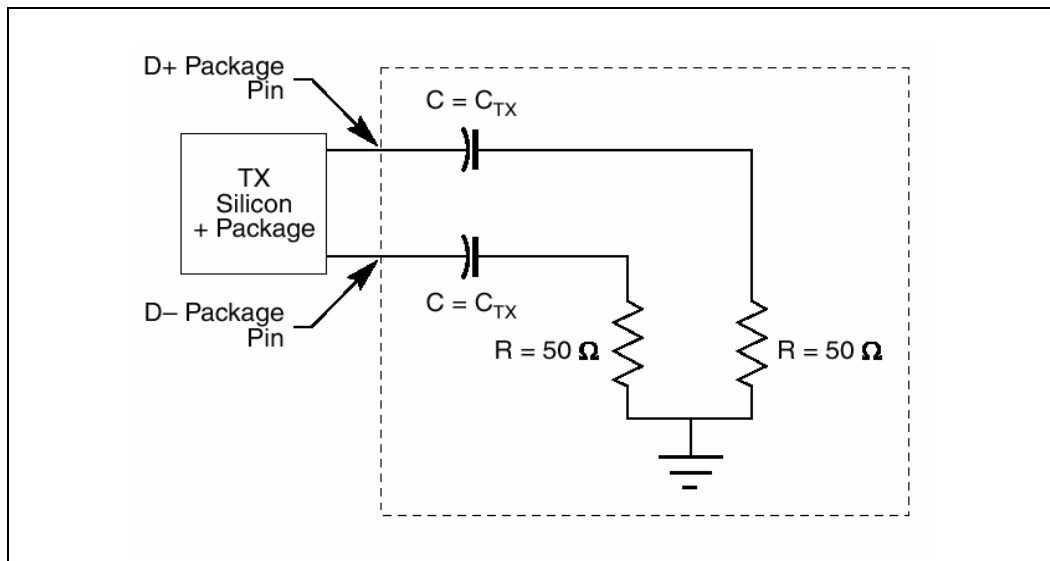 D+ Package
Pin
C = CTX
TX
Silicon
+ Package
D– Package
Pin
C = CTX
R = 50 Ω
R = 50 Ω